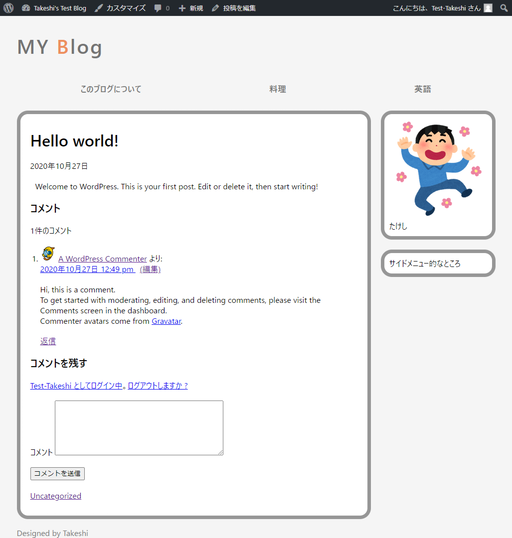 Takeshi's Test Blog カスタマイズ 0 新規 投稿を編集 こんにちは、Test-Takeshi さん
MY Blog
このブログについて 料理 英語
Hello world!
2020年10月27日
Welcome to WordPress. This is your first post. Edit or delete it, then start writing!
コメント
1件のコメント
1. A WordPress Commenter より:
2020年10月27日 12:49 pm (編集)
Hi, this is a comment.
To get started with moderating, editing, and deleting comments, please visit the
Comments screen in the dashboard.
Commenter avatars come from Gravatar.
返信
コメントを残す
Test-Takeshi としてログイン中。ログアウトしますか ?
コメント
コメントを送信
Uncategorized
たけし
サイドメニュー的なところ
Designed by Takeshi